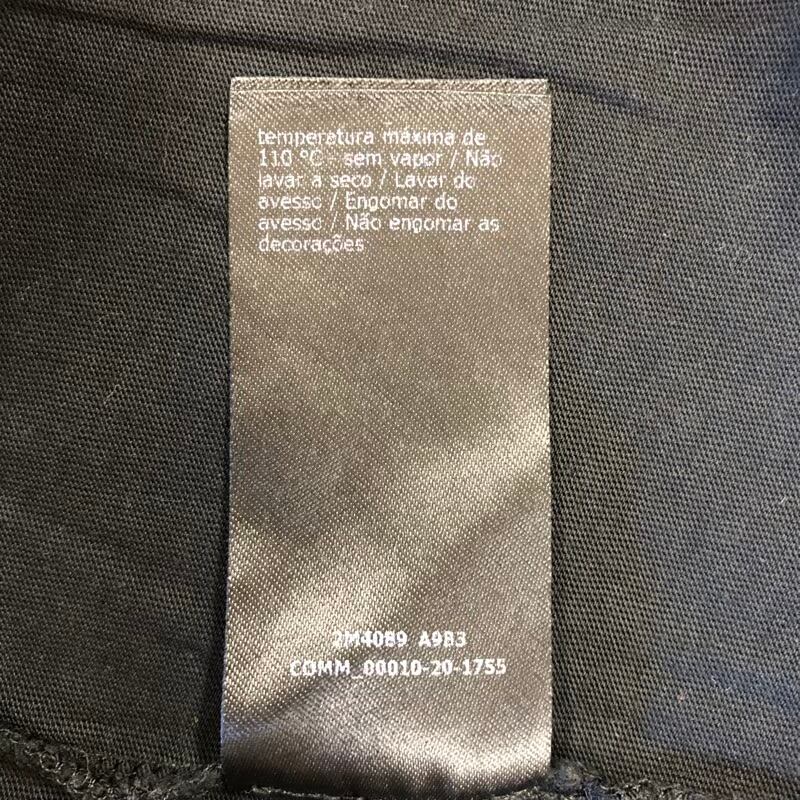 temperatura máxima de
110 °C - sem vapor / Não
lavar a seco / Lavar do
avesso / Engomar do
avesso / Não engomar as
decorações
2M4089 A9B3
COMM_00010-20-1755